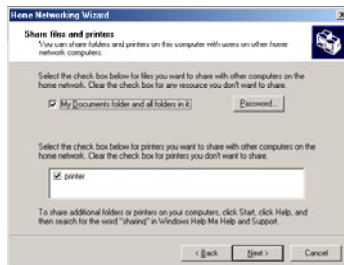 Home Networking Wizard
Share files and printers
You can share folders and printers on this computer with users on other home
network computers.
Select the check box below for files you want to share with other computers on the
home network. Clear the check box for any resource you don't want to share.
My Documents folder and all folders in it
Password...
Select the check box below for printers you want to share with other computers on the
home network. Clear the check box for printers you don't want to share.
printer
To share additional folders or printers on your computers, click Start, click Help, and
then search for the word "sharing" in Windows Help Me Help and Support.
< Back
Next >
Cancel